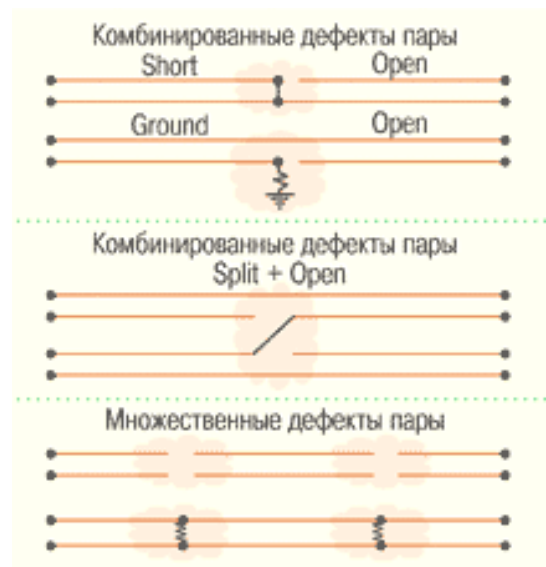 Комбинированные дефекты пары
Short Open
Ground Open
Комбинированные дефекты пары
Split + Open
Множественные дефекты пары